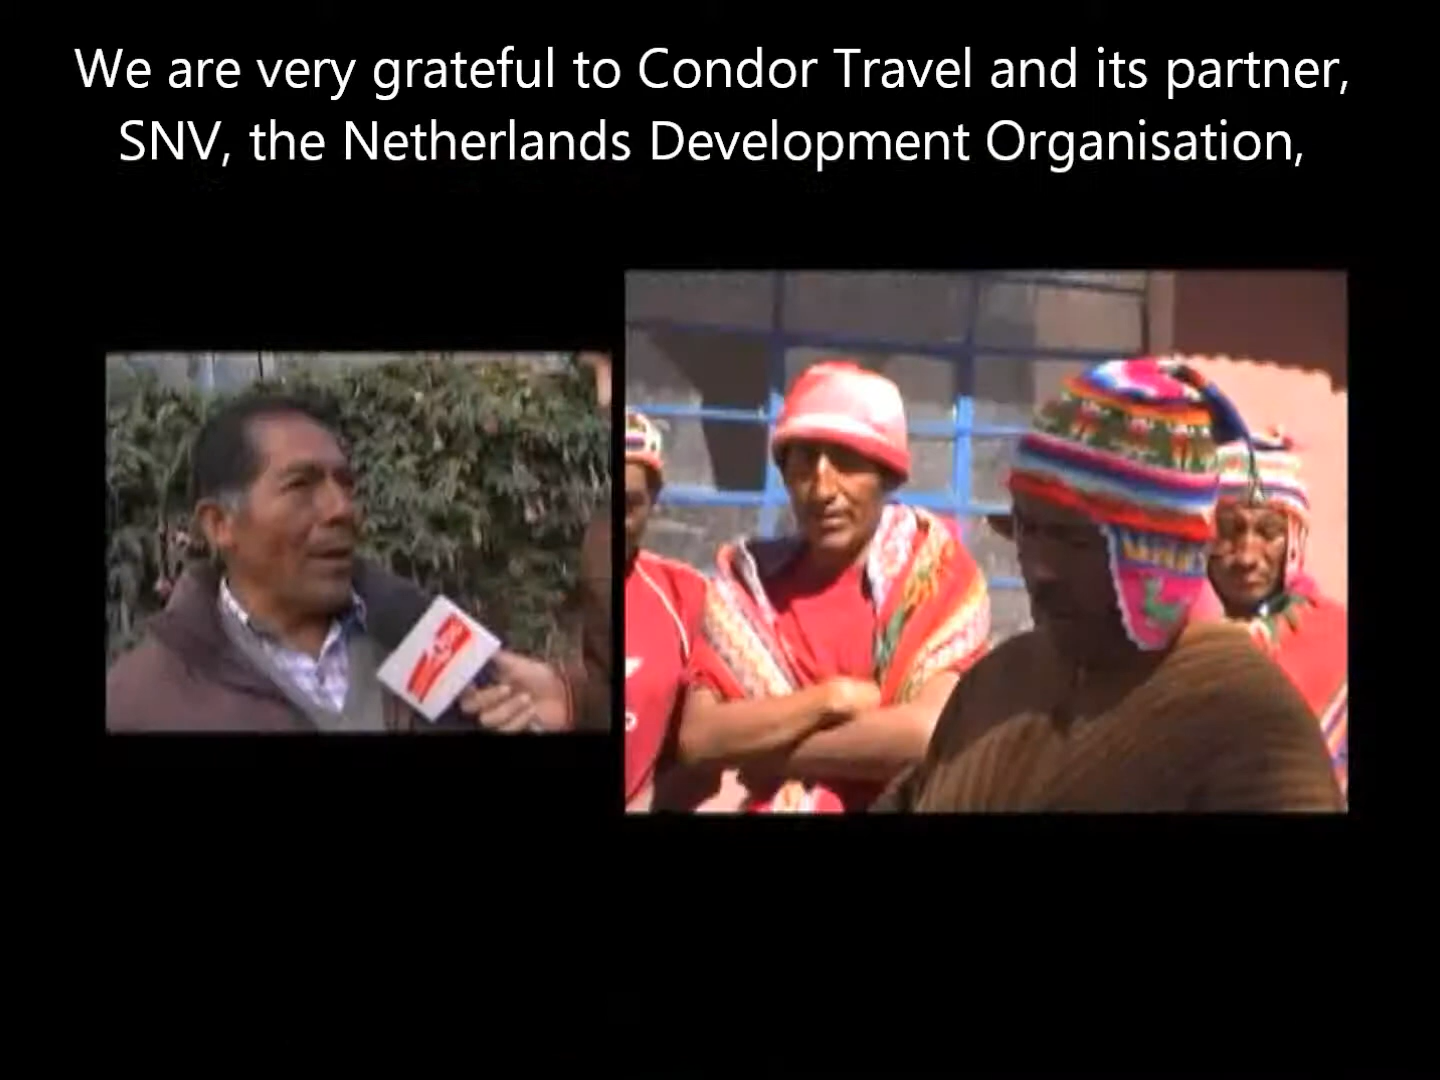 We are very grateful to Condor Travel and its partner,
SNV, the Netherlands Development Organisation,